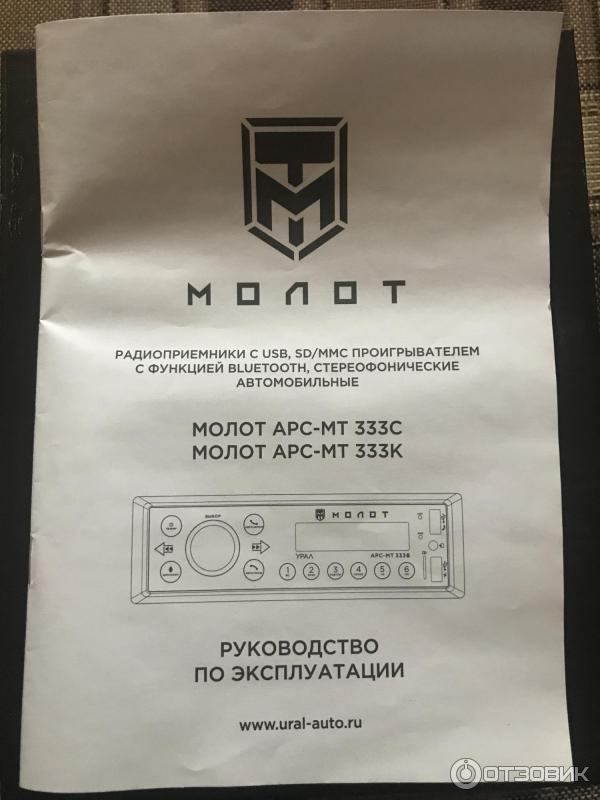 МОЛОТ
РАДИОПРИЕМНИКИ С USB, SD/MMC ПРОИГРЫВАТЕЛЕМ
С ФУНКЦИЕЙ BLUETOOTH, СТЕРЕОФОНИЧЕСКИЕ
АВТОМОБИЛЬНЫЕ
МОЛОТ АРС-МТ 333С
МОЛОТ АРС-МТ 333К
ВЫБОР
МОЛОТ
УРАЛ
АРС-МТ 333В
1 2 3 4 5 6
РУКОВОДСТВО
ПО ЭКСПЛУАТАЦИИ
www.ural-auto.ru
ОТЗОВИК